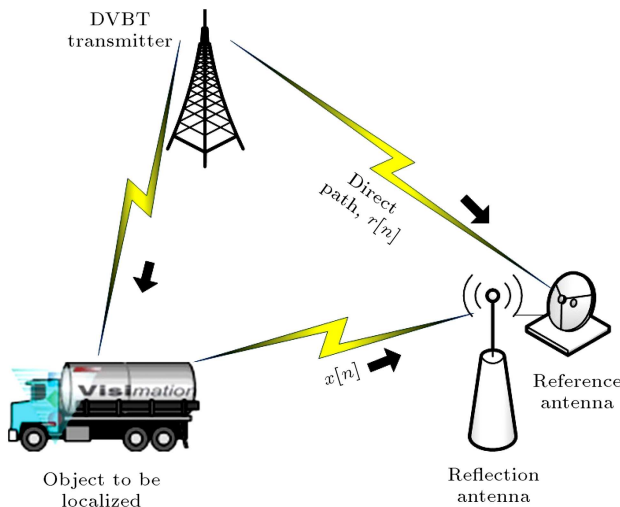 DVBT
transmitter
Direct
path, r[n]
x[n]
Visimation
Reference
antenna
Object to be
localized
Reflection
antenna